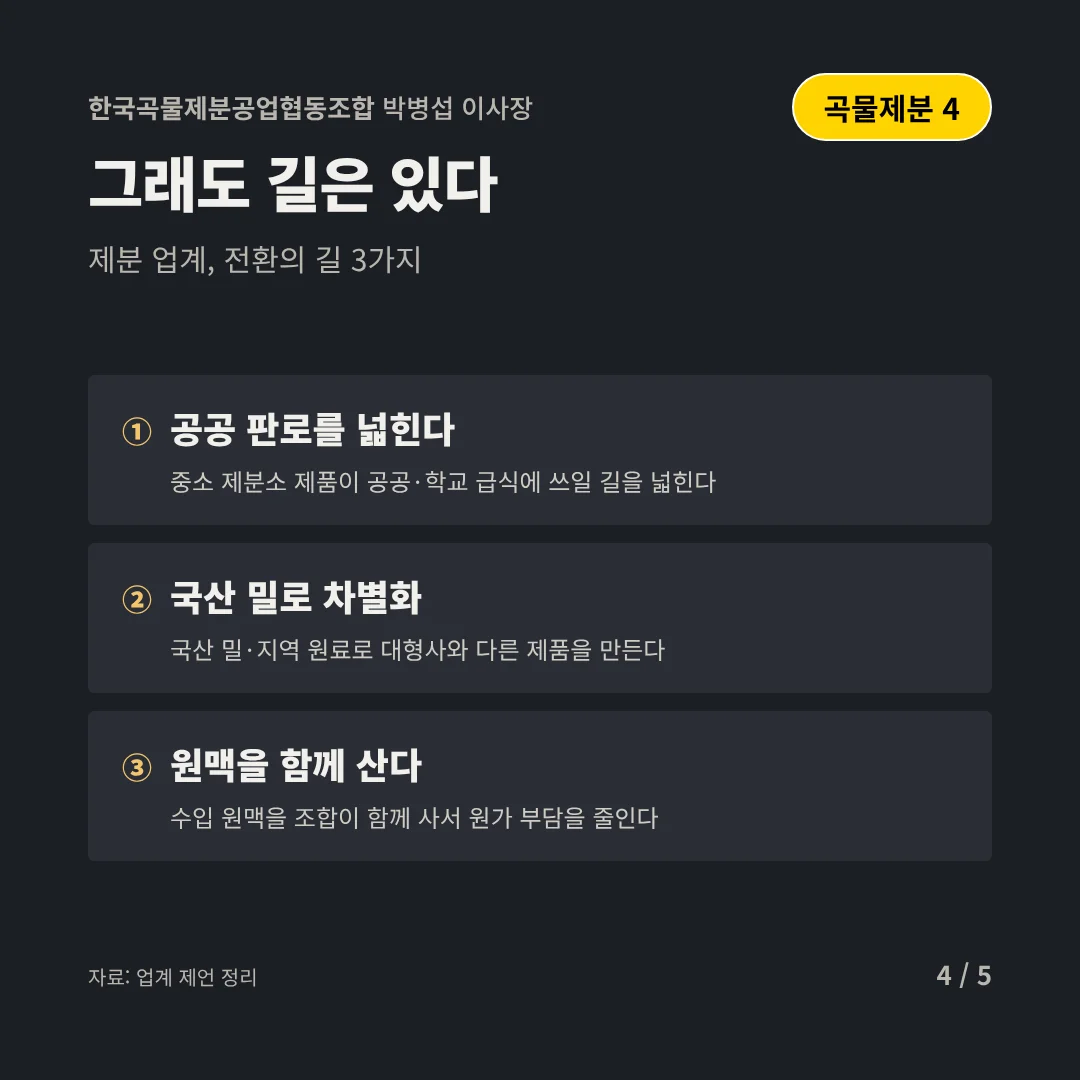 한국곡물제분공업협동조합 박병섭 이사장
곡물제분 4
그래도 길은 있다
제분 업계, 전환의 길 3가지
① 공공 판로를 넓힌다
중소 제분소 제품이 공공·학교 급식에 쓰일 길을 넓힌다
② 국산 밀로 차별화
국산 밀·지역 원료로 대형사와 다른 제품을 만든다
③ 원맥을 함께 산다
수입 원맥을 조합이 함께 사서 원가 부담을 줄인다
자료: 업계 제언 정리
4 / 5